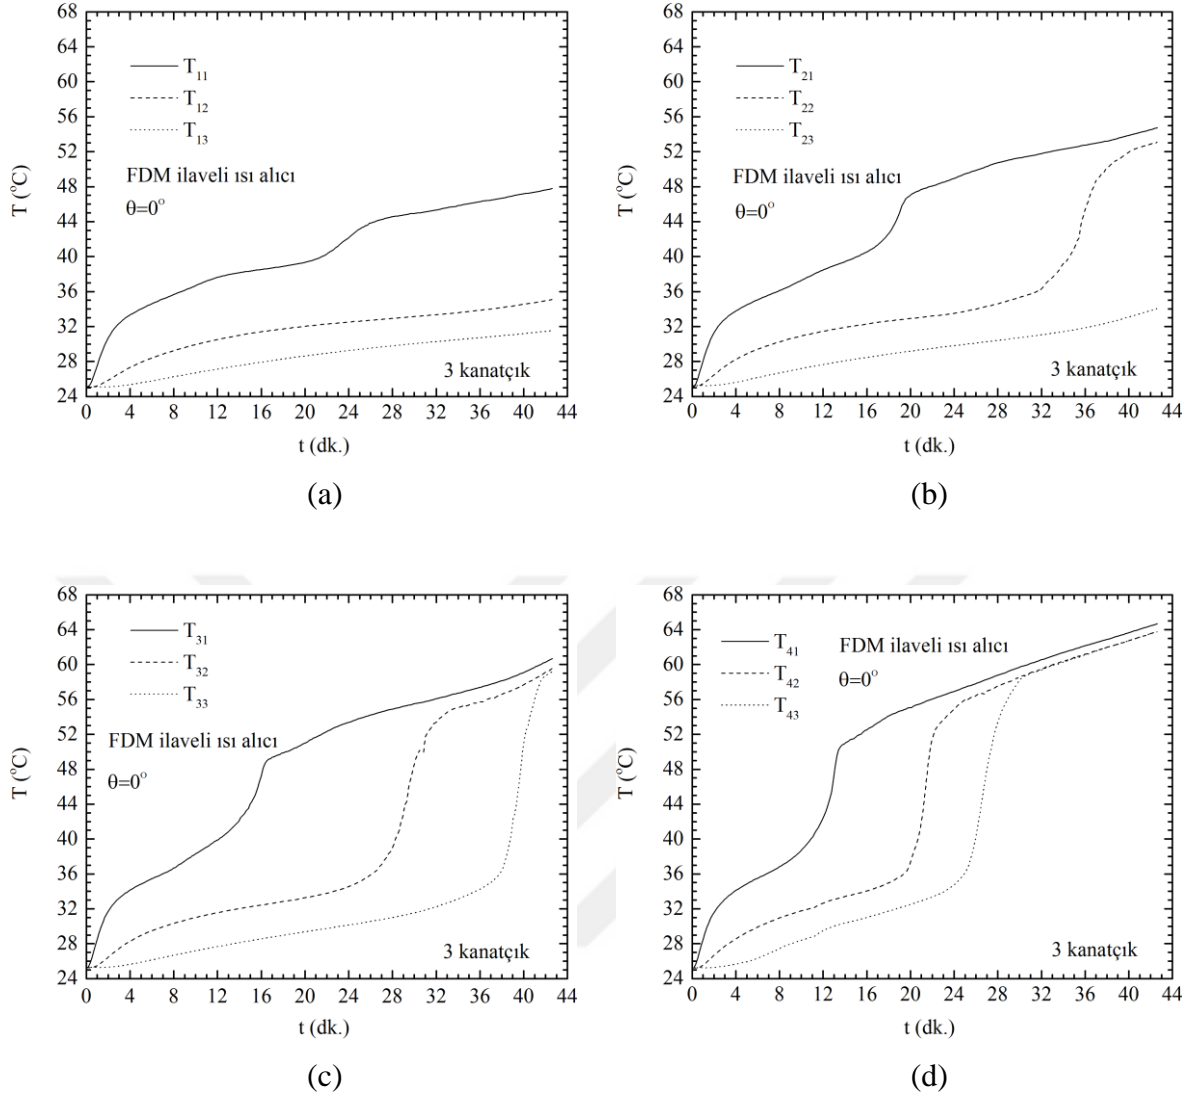 68
64
60
56
52
48
44
40
36
32
28
24
T (°C)
T11
T12
T13
FDM ilaveli ısı alıcı
θ=0°
3 kanatçık
0 4 8 12 16 20 24 28 32 36 40 44
t (dk.)
(a)
68
64
60
56
52
48
44
40
36
32
28
24
T (°C)
T21
T22
T23
FDM ilaveli ısı alıcı
θ=0°
3 kanatçık
0 4 8 12 16 20 24 28 32 36 40 44
t (dk.)
(b)
68
64
60
56
52
48
44
40
36
32
28
24
T (°C)
T31
T32
T33
FDM ilaveli ısı alıcı
θ=0°
3 kanatçık
0 4 8 12 16 20 24 28 32 36 40 44
t (dk.)
(c)
68
64
60
56
52
48
44
40
36
32
28
24
T (°C)
T41
T42
T43
FDM ilaveli ısı alıcı
θ=0°
3 kanatçık
0 4 8 12 16 20 24 28 32 36 40 44
t (dk.)
(d)